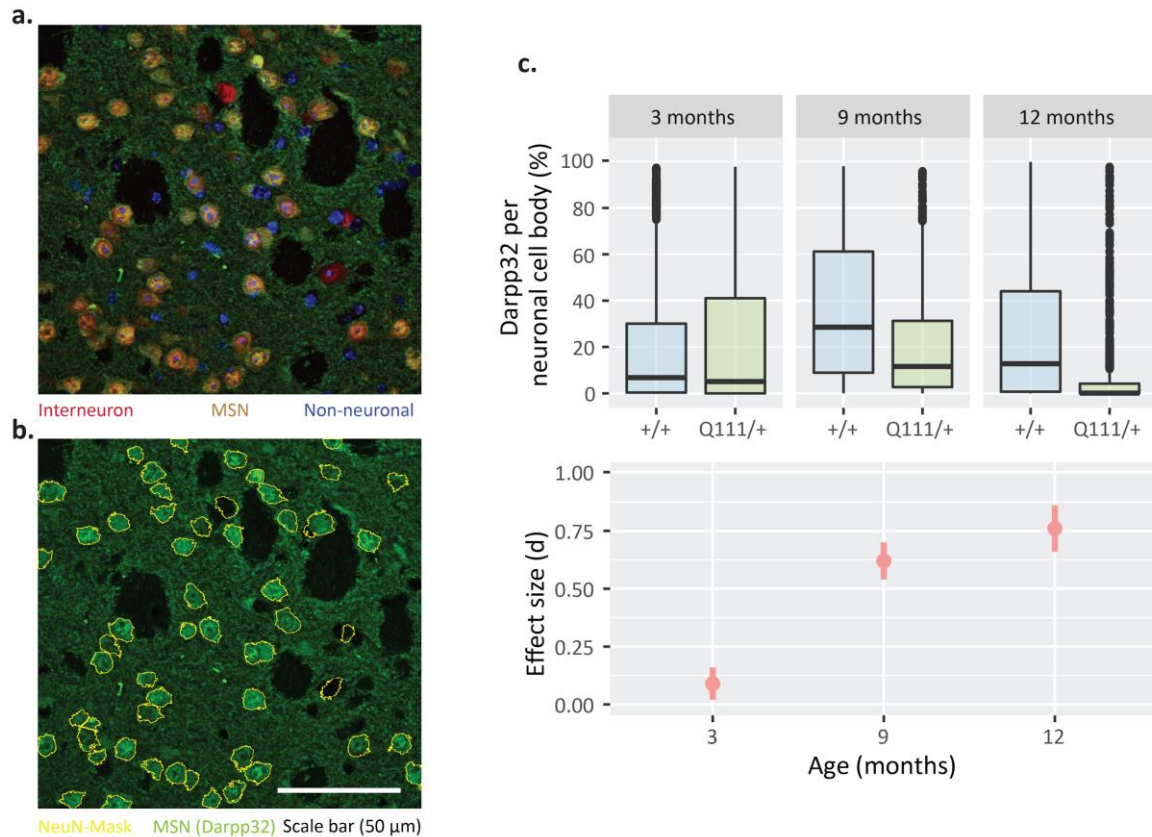 a.
Interneuron MSN Non-neuronal
b.
NeuN-Mask MSN (Darpp32) Scale bar (50 µm)
c.
3 months 9 months 12 months
Darpp32 per
neuronal cell body (%)
100
80
60
40
20
0
+/+ Q111/+ +/+ Q111/+ +/+ Q111/+
Effect size (d)
1.00
0.75
0.50
0.25
0.00
3 9 12
Age (months)